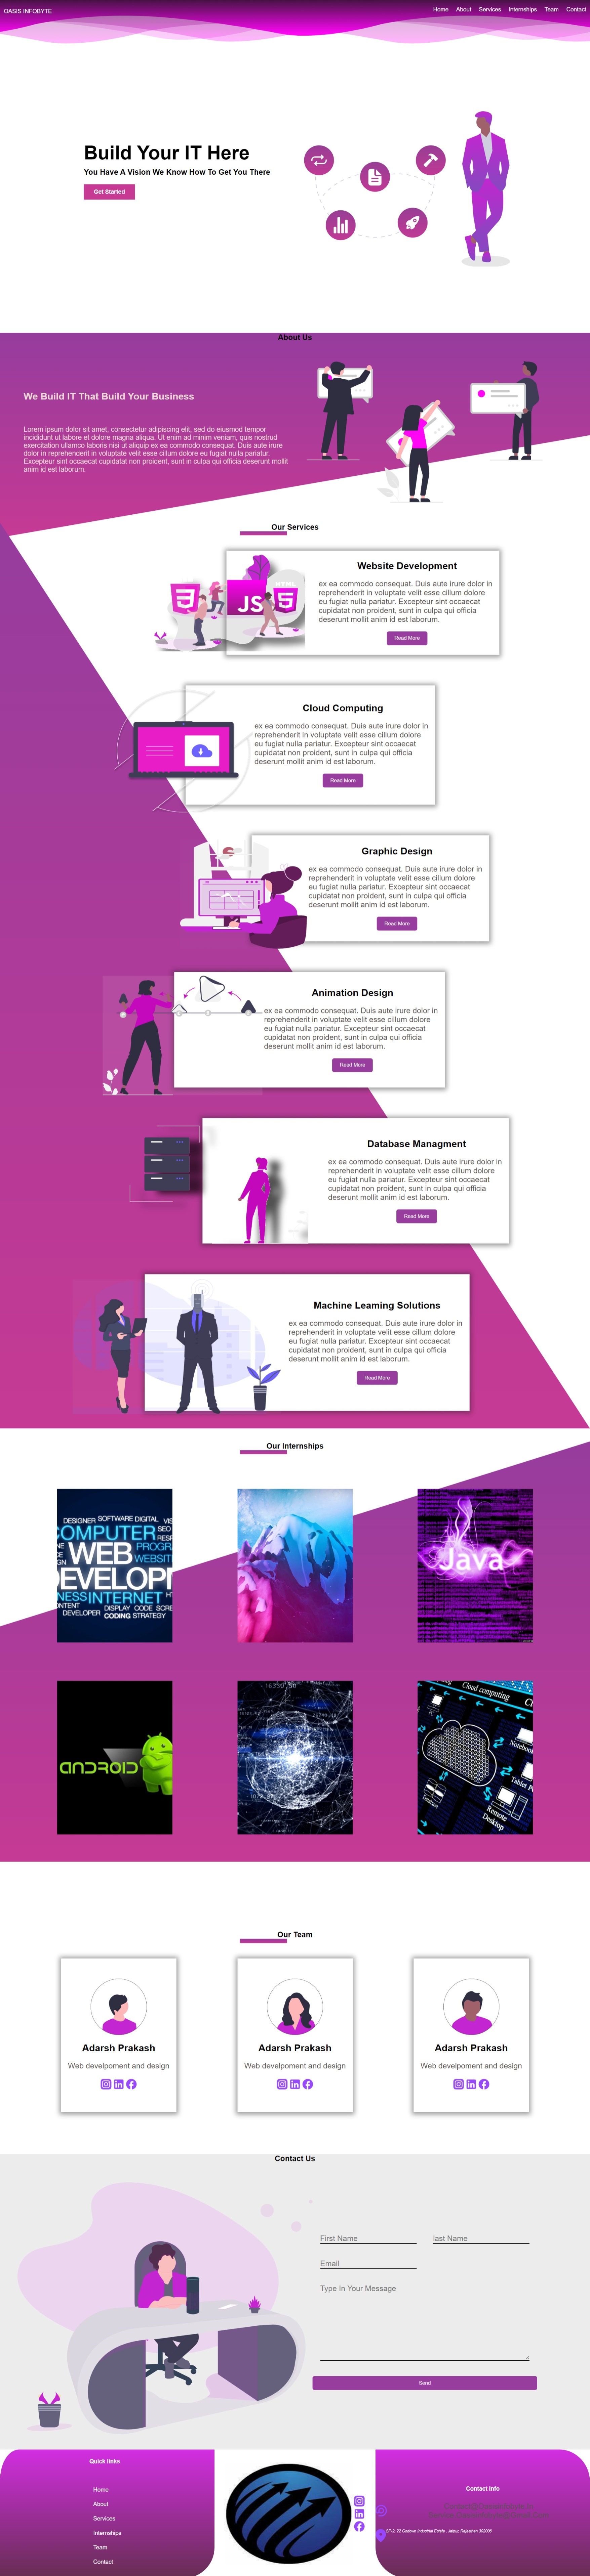 OASIS INFOBYTE
Home About Services Internships Team Contact
Build Your IT Here
You Have A Vision We Know How To Get You There
Get Started
About Us
We Build IT That Build Your Business
Lorem ipsum dolor sit amet, consectetur adipiscing elit, sed do eiusmod tempor
incididunt ut labore et dolore magna aliqua. Ut enim ad minim veniam, quis nostrud
exercitation ullamco laboris nisi ut aliquip ex ea commodo consequat. Duis aute irure
dolor in reprehenderit in voluptate velit esse cillum dolore eu fugiat nulla pariatur.
Excepteur sint occaecat cupidatat non proident, sunt in culpa qui officia deserunt mollit
anim id est laborum.
Our Services
HTML
JS
Website Development
ex ea commodo consequat. Duis aute irure dolor in
reprehenderit in voluptate velit esse cillum dolore
eu fugiat nulla pariatur. Excepteur sint occaecat
cupidatat non proident, sunt in culpa qui officia
deserunt mollit anim id est laborum.
Read More
Cloud Computing
ex ea commodo consequat. Duis aute irure dolor in
reprehenderit in voluptate velit esse cillum dolore
eu fugiat nulla pariatur. Excepteur sint occaecat
cupidatat non proident, sunt in culpa qui officia
deserunt mollit anim id est laborum.
Read More
Graphic Design
ex ea commodo consequat. Duis aute irure dolor in
reprehenderit in voluptate velit esse cillum dolore
eu fugiat nulla pariatur. Excepteur sint occaecat
cupidatat non proident, sunt in culpa qui officia
deserunt mollit anim id est laborum.
Read More
Animation Design
ex ea commodo consequat. Duis aute irure dolor in
reprehenderit in voluptate velit esse cillum dolore
eu fugiat nulla pariatur. Excepteur sint occaecat
cupidatat non proident, sunt in culpa qui officia
deserunt mollit anim id est laborum.
Read More
Database Managment
ex ea commodo consequat. Duis aute irure dolor in
reprehenderit in voluptate velit esse cillum dolore
eu fugiat nulla pariatur. Excepteur sint occaecat
cupidatat non proident, sunt in culpa qui officia
deserunt mollit anim id est laborum.
Read More
Machine Learning Solutions
ex ea commodo consequat. Duis aute irure dolor in
reprehenderit in voluptate velit esse cillum dolore
eu fugiat nulla pariatur. Excepteur sint occaecat
cupidatat non proident, sunt in culpa qui officia
deserunt mollit anim id est laborum.
Read More
Our Internships
DESIGNER SOFTWARE DIGITAL
COMPUTER SEO
WEB PROGR
WEBSITE
EVELOP
NESS INTERNET
ONTENT DISPLAY CODE
DEVELOPER CODING STRATEGY
Java
ANDROID
Cloud computing
Notebook
Tablet P
Remote
Desktop
Database
Our Team
Adarsh Prakash
Web develpoment and design
Adarsh Prakash
Web develpoment and design
Adarsh Prakash
Web develpoment and design
Contact Us
First Name last Name
Email
Type In Your Message
Send
Quick links
Home
About
Services
Internships
Team
Contact
Contact Info